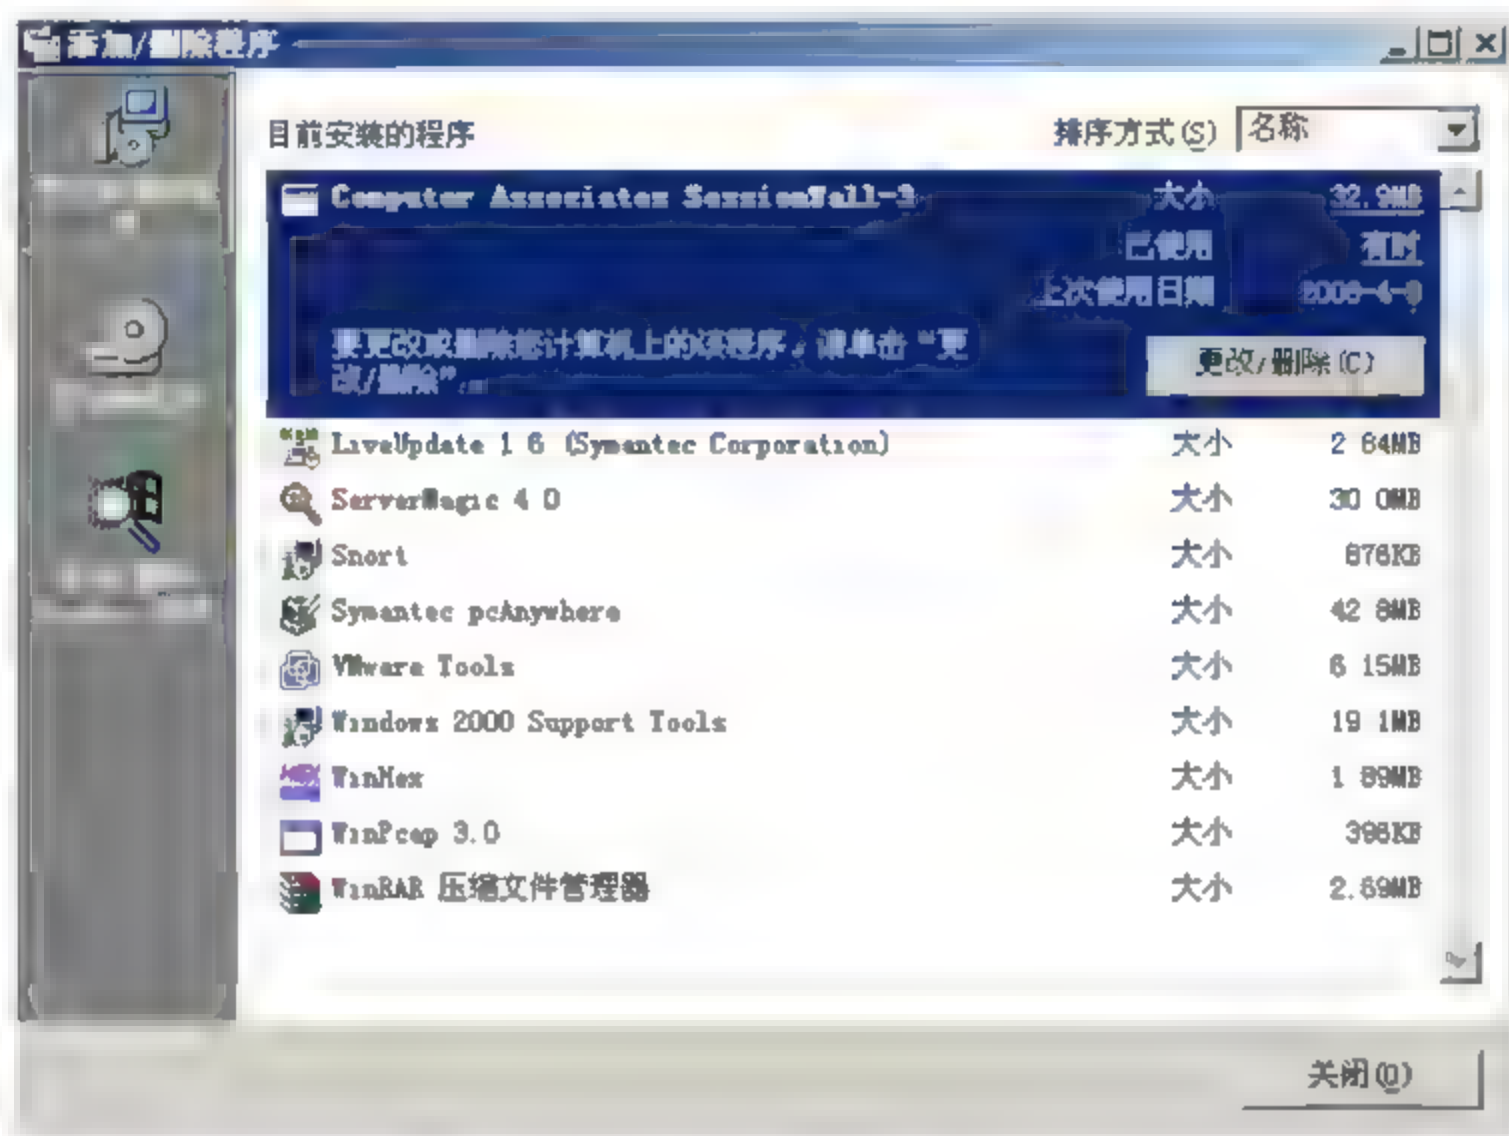 添加/删除程序
目前安装的程序 排序方式(S) 名称
Computer Associates SessionWall-3 大小 32.9MB
已使用 有时
上次使用日期
要更改或删除您计算机上的该程序，请单击“更
改/删除”。
更改/删除(C)
LiveUpdate 1 6 (Symantec Corporation) 大小 2 64MB
ServerMagic 4 0 大小 30 0MB
Snort 大小 876KB
Symantec pcAnywhere 大小 42 8MB
VMware Tools 大小 6 15MB
Windows 2000 Support Tools 大小 19 1MB
WinHex 大小 1 89MB
WinPcap 3.0 大小 396KB
WinRAR 压缩文件管理器 大小 2.69MB
关闭(O)